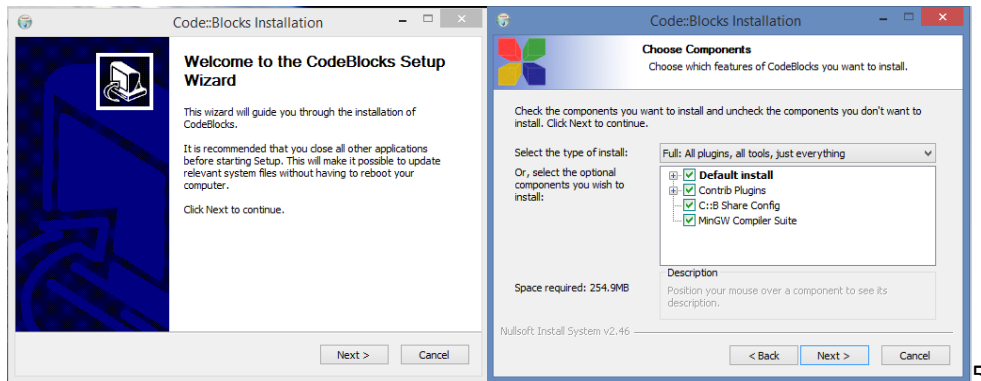 Code::Blocks Installation
Welcome to the CodeBlocks Setup
Wizard
This wizard will guide you through the installation of
CodeBlocks.
It is recommended that you close all other applications
before starting Setup. This will make it possible to update
relevant system files without having to reboot your
computer.
Click Next to continue.
Next >
Cancel
Code::Blocks Installation
Choose Components
Choose which features of CodeBlocks you want to install.
Check the components you want to install and uncheck the components you don't want to
install. Click Next to continue.
Select the type of install:
Full: All plugins, all tools, just everything
Or, select the optional
components you wish to
install:
Default install
Contrib Plugins
C::B Share Config
MinGW Compiler Suite
Space required: 254.9MB
Description
Position your mouse over a component to see its
description.
Nullsoft Install System v2.46
< Back
Next >
Cancel